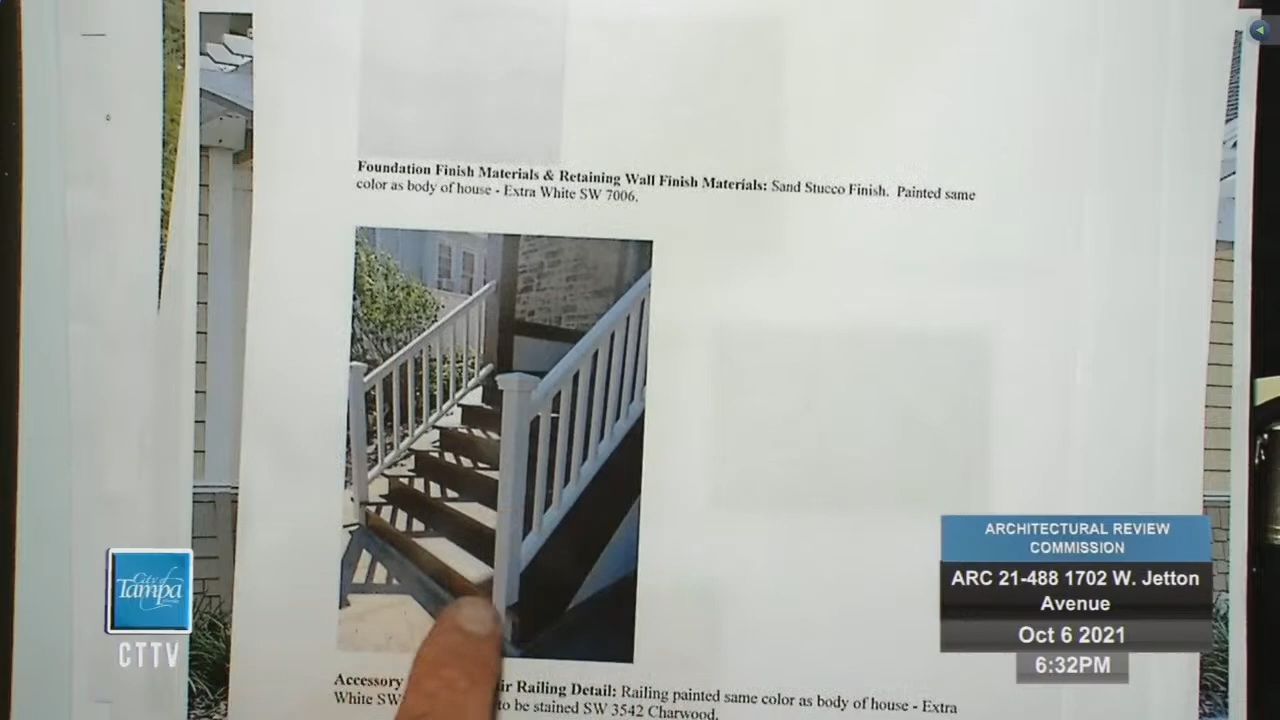 Foundation Finish Materials & Retaining Wall Finish Materials: Sand Stucco Finish. Painted same
color as body of house - Extra White SW 7006.
Accessory ir Railing Detail: Railing painted same color as body of house - Extra
White SW to be stained SW 3542 Charwood.
City of
Tampa
CTTV
ARCHITECTURAL REVIEW
COMMISSION
ARC 21-488 1702 W. Jetton
Avenue
Oct 6 2021
6:32PM